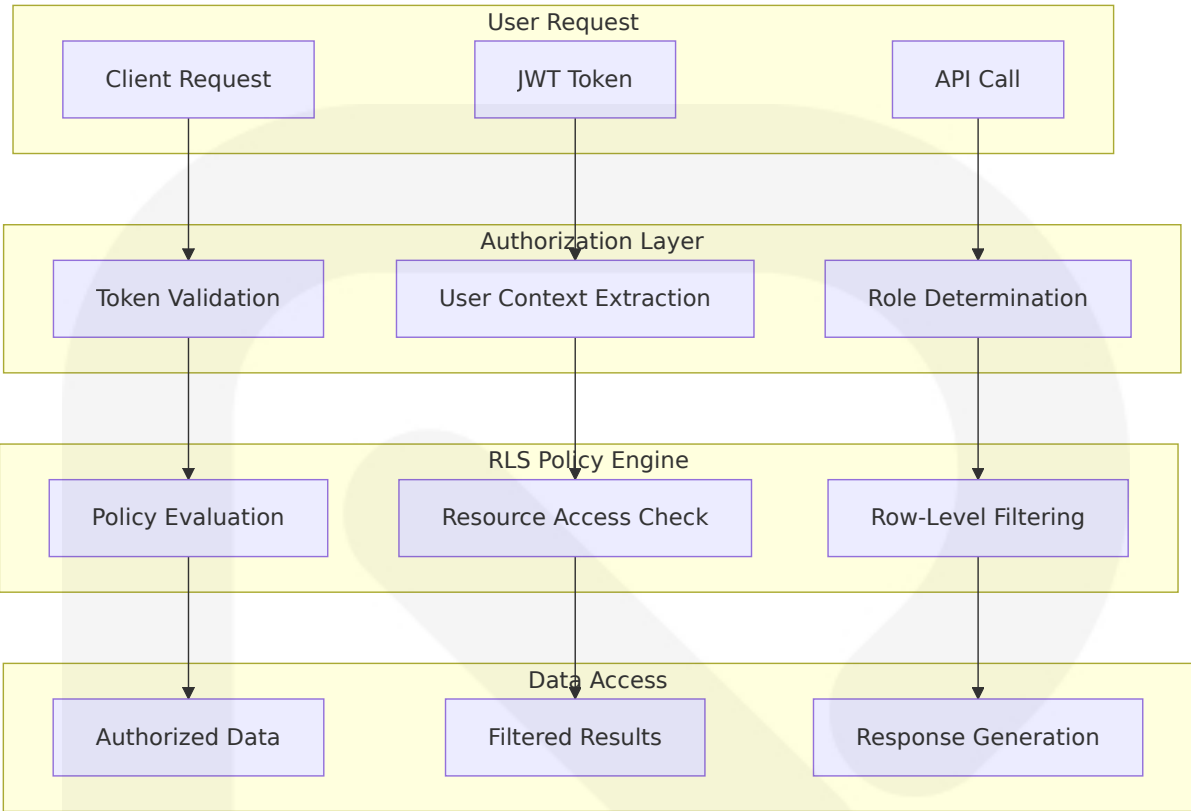 User Request
Client Request
JWT Token
API Call
Authorization Layer
Token Validation
User Context Extraction
Role Determination
RLS Policy Engine
Policy Evaluation
Resource Access Check
Row-Level Filtering
Data Access
Authorized Data
Filtered Results
Response Generation